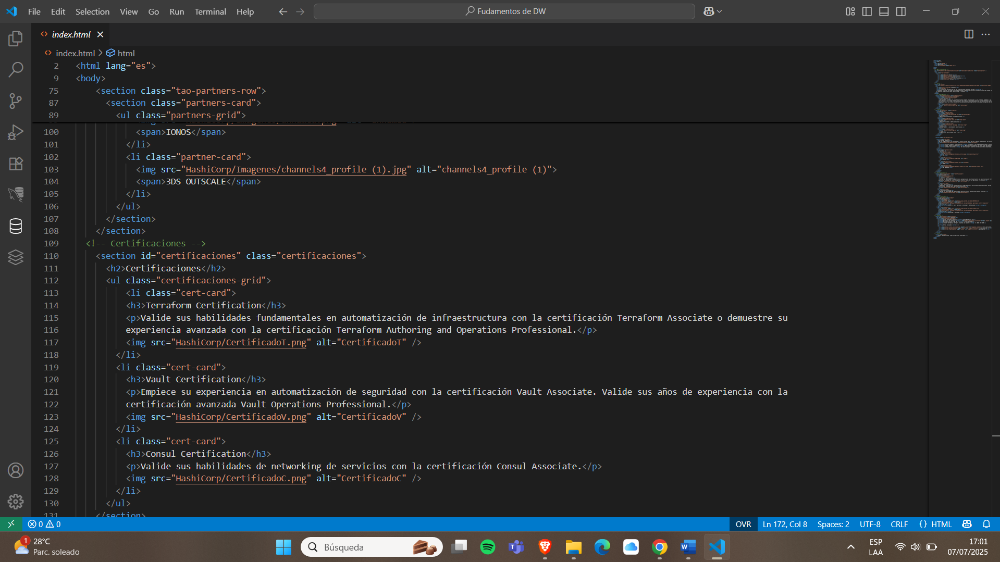 File Edit Selection View Go Run Terminal Help
Fudamentos de DW
index.html
index.html > html
2 <html lang="es">
9 <body>
75 <section class="tao-partners-row">
87 <section class="partners-card">
89 <ul class="partners-grid">
100 <span>IONOS</span>
101 </li>
102 <li class="partner-card">
103 <img src="HashiCorp/Imagenes/channels4_profile (1).jpg" alt="channels4_profile (1)">
104 <span>3DS OUTSCALE</span>
105 </li>
106 </ul>
107 </section>
108 </section>
109 <!-- Certificaciones -->
110 <section id="certificaciones" class="certificaciones">
111 <h2>Certificaciones</h2>
112 <ul class="certificaciones-grid">
113 <li class="cert-card">
114 <h3>Terraform Certification</h3>
115 <p>Valide sus habilidades fundamentales en automatización de infraestructura con la certificación Terraform Associate o demuestre su
116 experiencia avanzada con la certificación Terraform Authoring and Operations Professional.</p>
117 <img src="HashiCorp/CertificadoT.png" alt="CertificadoT" />
118 </li>
119 <li class="cert-card">
120 <h3>Vault Certification</h3>
121 <p>Empiece su experiencia en automatización de seguridad con la certificación Vault Associate. Valide sus años de experiencia con la
122 certificación avanzada Vault Operations Professional.</p>
123 <img src="HashiCorp/CertificadoV.png" alt="CertificadoV" />
124 </li>
125 <li class="cert-card">
126 <h3>Consul Certification</h3>
127 <p>Valide sus habilidades de networking de servicios con la certificación Consul Associate.</p>
128 <img src="HashiCorp/CertificadoC.png" alt="CertificadoC" />
129 </li>
130 </ul>
131 </section>
0 0 OVR Ln 172, Col 8 Spaces: 2 UTF-8 CRLF {} HTML
1 28°C
Parc. soleado
Búsqueda
ESP
LAA
17:01
07/07/2025